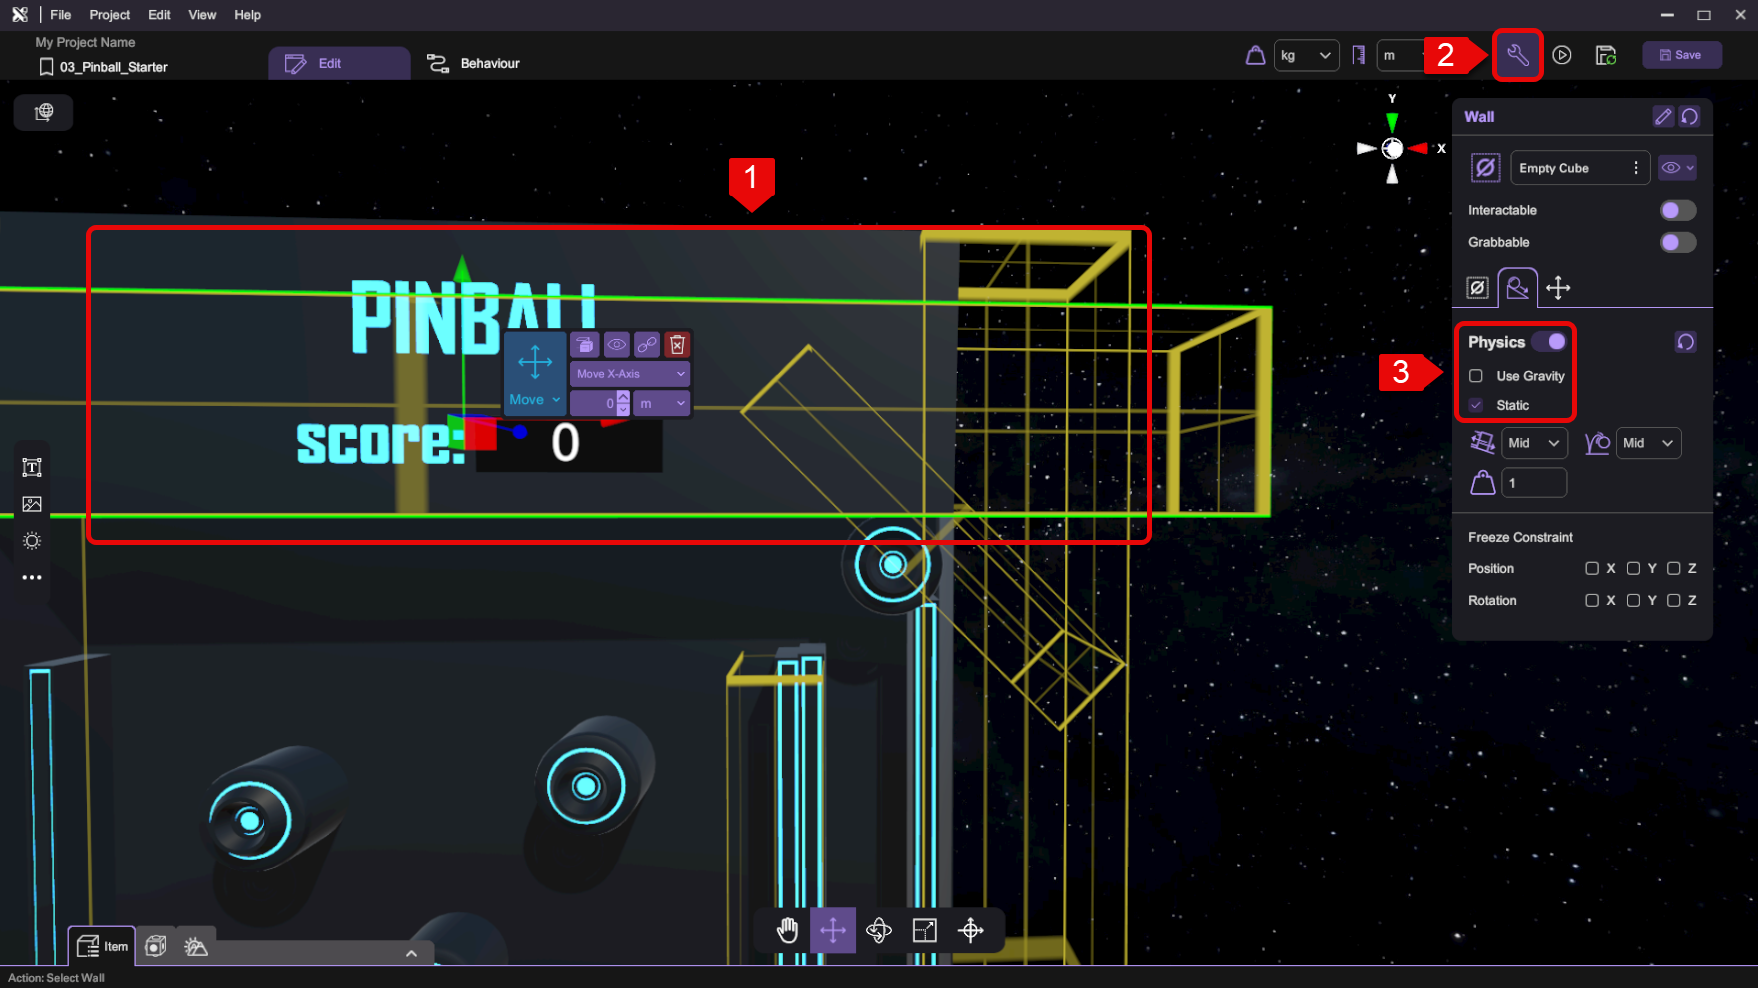 File Project Edit View Help
My Project Name
03_Pinball_Starter
Edit
Behaviour
kg
m
2
Save
Y
X
1
Wall
Empty Cube
Interactable
Grabbable
PINBALL
Move X-Axis
Move
0
m
score:
0
3
Physics
Use Gravity
Static
Mid
Mid
1
Freeze Constraint
Position X Y Z
Rotation X Y Z
T
Item
Action: Select Wall